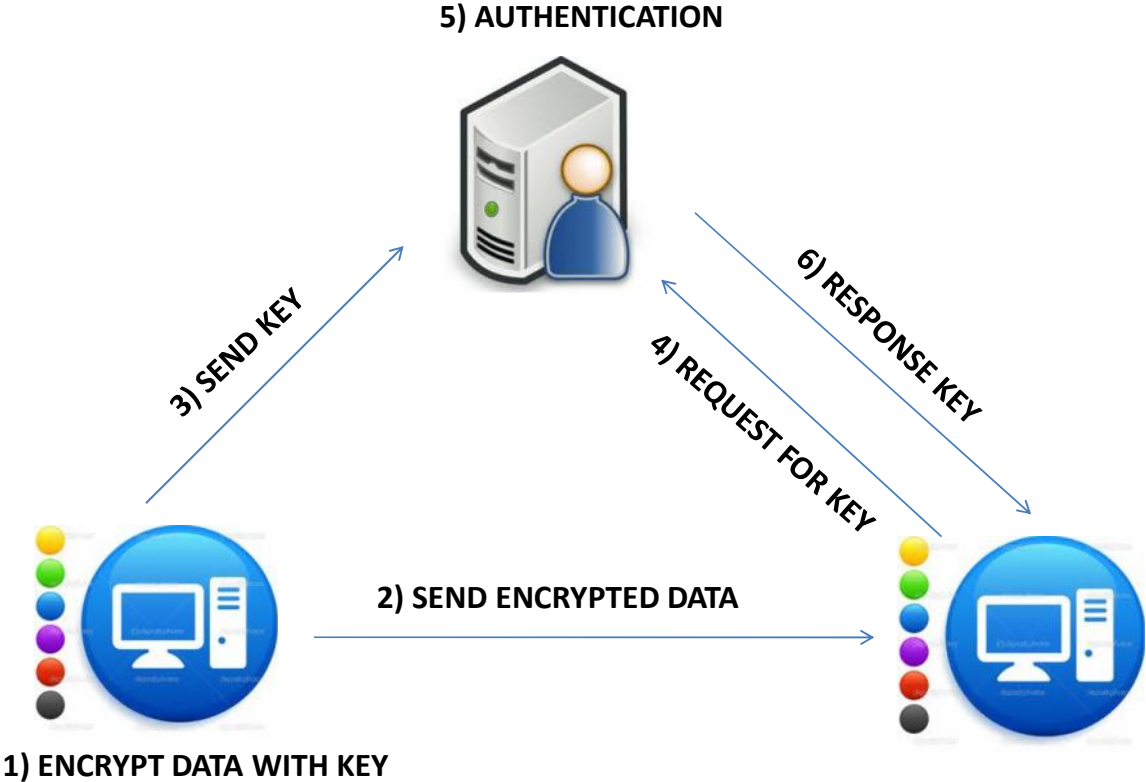 5) AUTHENTICATION
6) RESPONSE KEY
3) SEND KEY
4) REQUEST FOR KEY
2) SEND ENCRYPTED DATA
1) ENCRYPT DATA WITH KEY